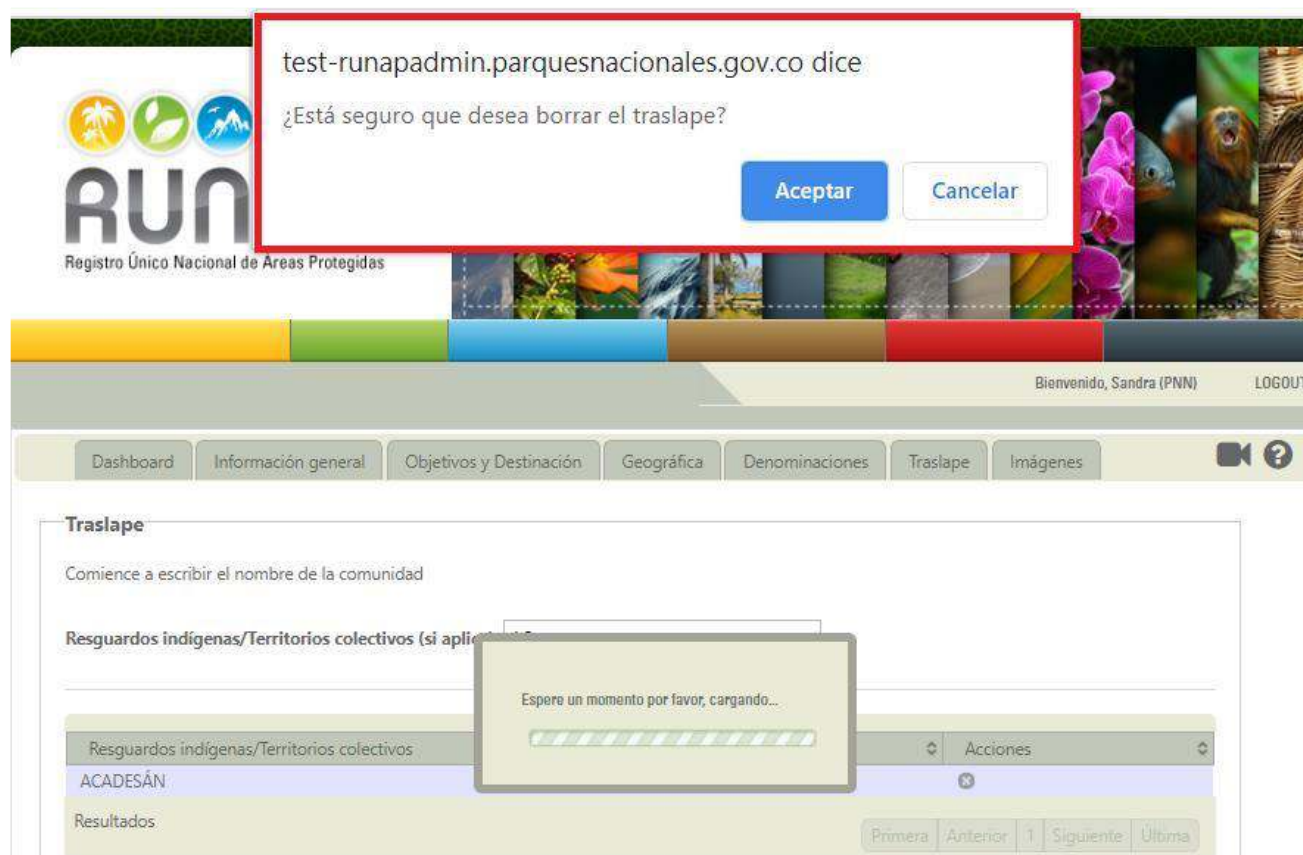 test-runapadmin.parquesnacionales.gov.co dice
¿Está seguro que desea borrar el traslape?
Aceptar Cancelar
RUN
Registro Único Nacional de Áreas Protegidas
Bienvenido, Sandra (PNN) LOGOUT
Dashboard Información general Objetivos y Destinación Geográfica Denominaciones Traslape Imágenes
Traslape
Comience a escribir el nombre de la comunidad
Resguardos indígenas/Territorios colectivos (si aplic
Espere un momento por favor, cargando...
Resguardos indígenas/Territorios colectivos Acciones
ACADESÁN
Resultados
Primera Anterior 1 Siguiente Última